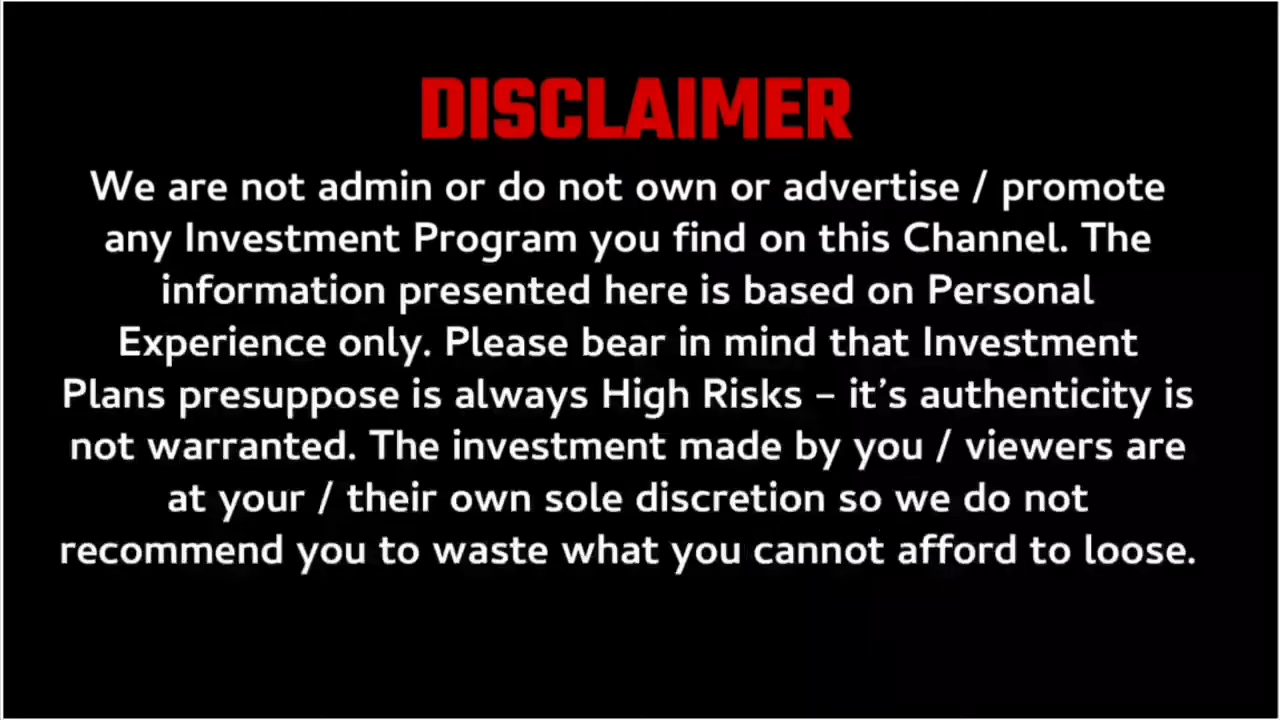 DISCLAIMER
We are not admin or do not own or advertise / promote
any Investment Program you find on this Channel. The
information presented here is based on Personal
Experience only. Please bear in mind that Investment
Plans presuppose is always High Risks – it’s authenticity is
not warranted. The investment made by you / viewers are
at your / their own sole discretion so we do not
recommend you to waste what you cannot afford to loose.